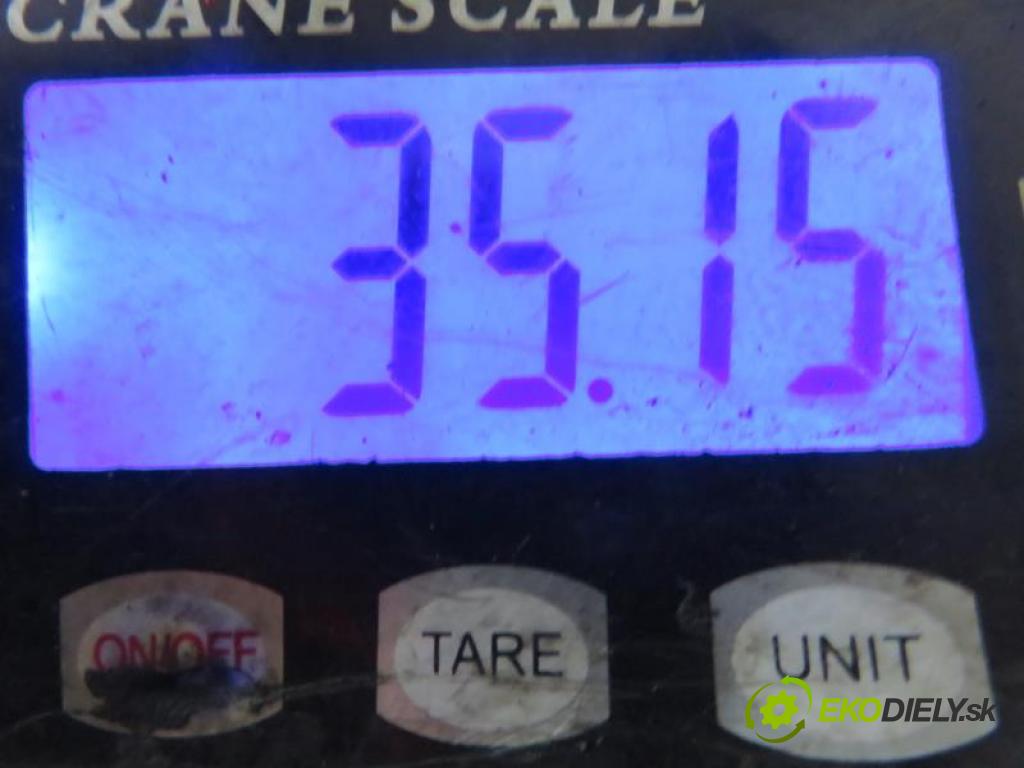 CRANE SCALE
35.15
ON/OFF
TARE
UNIT
EKODIELY.sk